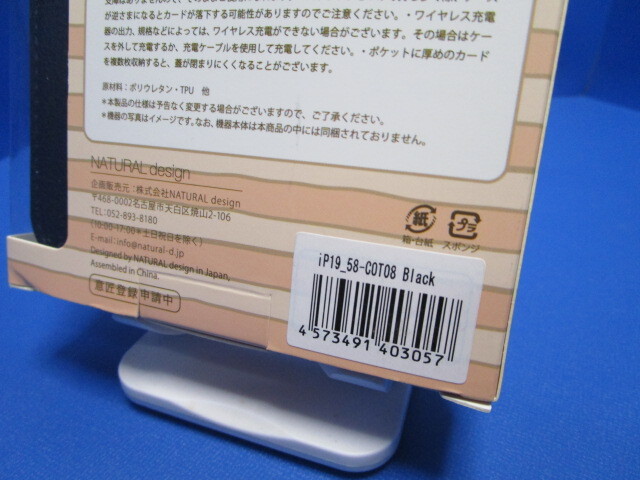 が逆さまになるとカードが落下する可能性がありますのでご注意ください。・ワイヤレス充電
器の出力、規格などによっては、ワイヤレス充電ができない場合がございます。その場合はケー
スを外して充電するか、充電ケーブルを使用して充電してください。・ポケットに厚めのカード
を複数枚収納すると、蓋が閉まりにくくなることがございます。
原材料：ポリウレタン・TPU 他
＊本製品の仕様は予告なく変更する場合がございますので、ご了承ください。
＊機器の写真はイメージです。なお、機器本体は本商品の中には同梱されておりません。
NATURAL design
企画販売元：株式会社NATURAL design
〒468-0002名古屋市天白区焼山2-106
TEL:052-893-8180
(10:00-17:00＊土日祝日を除く)
E-mail:info@natural-d.jp
Designed by NATURAL design in Japan,
Assembled in China.
意匠登録申請中
紙 プラ
箱・台紙 スポンジ
iP19_58-COT08 Black
4 573491 403057